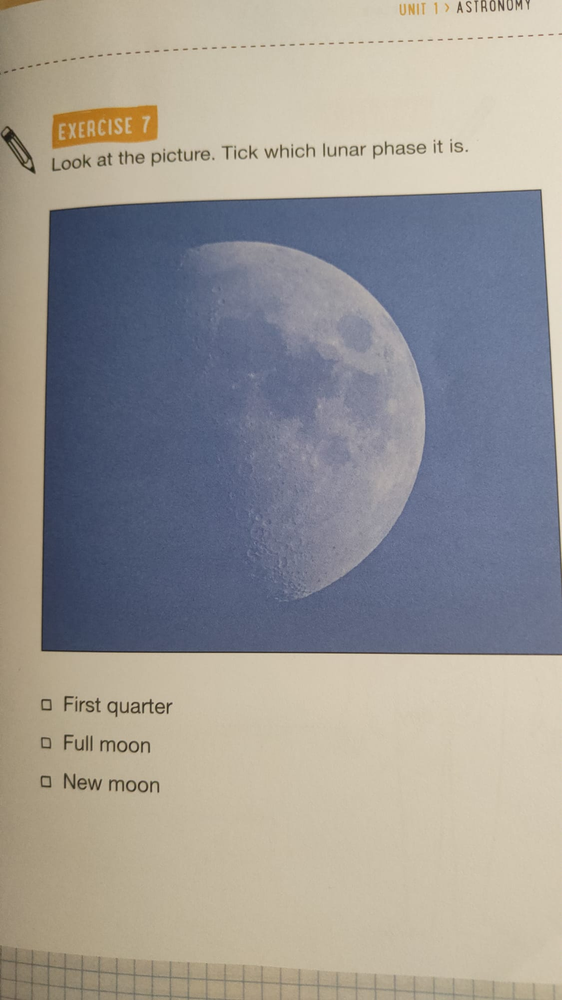 UNIT 1 > ASTRONOMY
EXERCISE 7
Look at the picture. Tick which lunar phase it is.
First quarter
Full moon
New moon